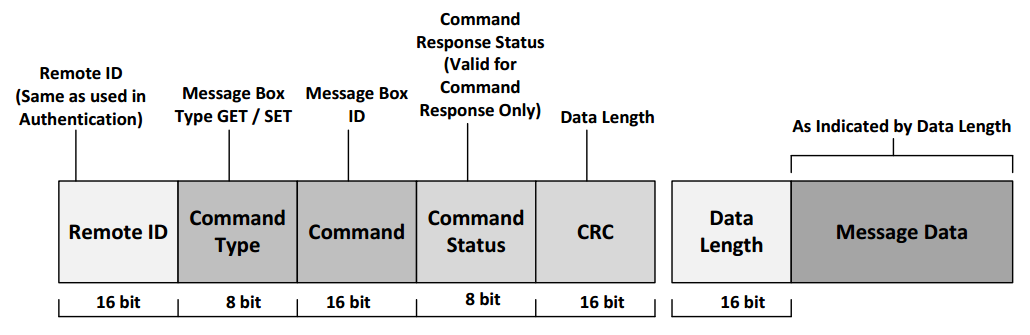 Command
Response Status
(Valid for
Command
Response Only)
Remote ID
(Same as used in
Authentication)
Message Box
Type GET / SET
Message Box
ID
Data Length
As Indicated by Data Length
Remote ID
Command
Type
Command
Command
Status
CRC
Data
Length
Message Data
16 bit
8 bit
16 bit
8 bit
16 bit
16 bit